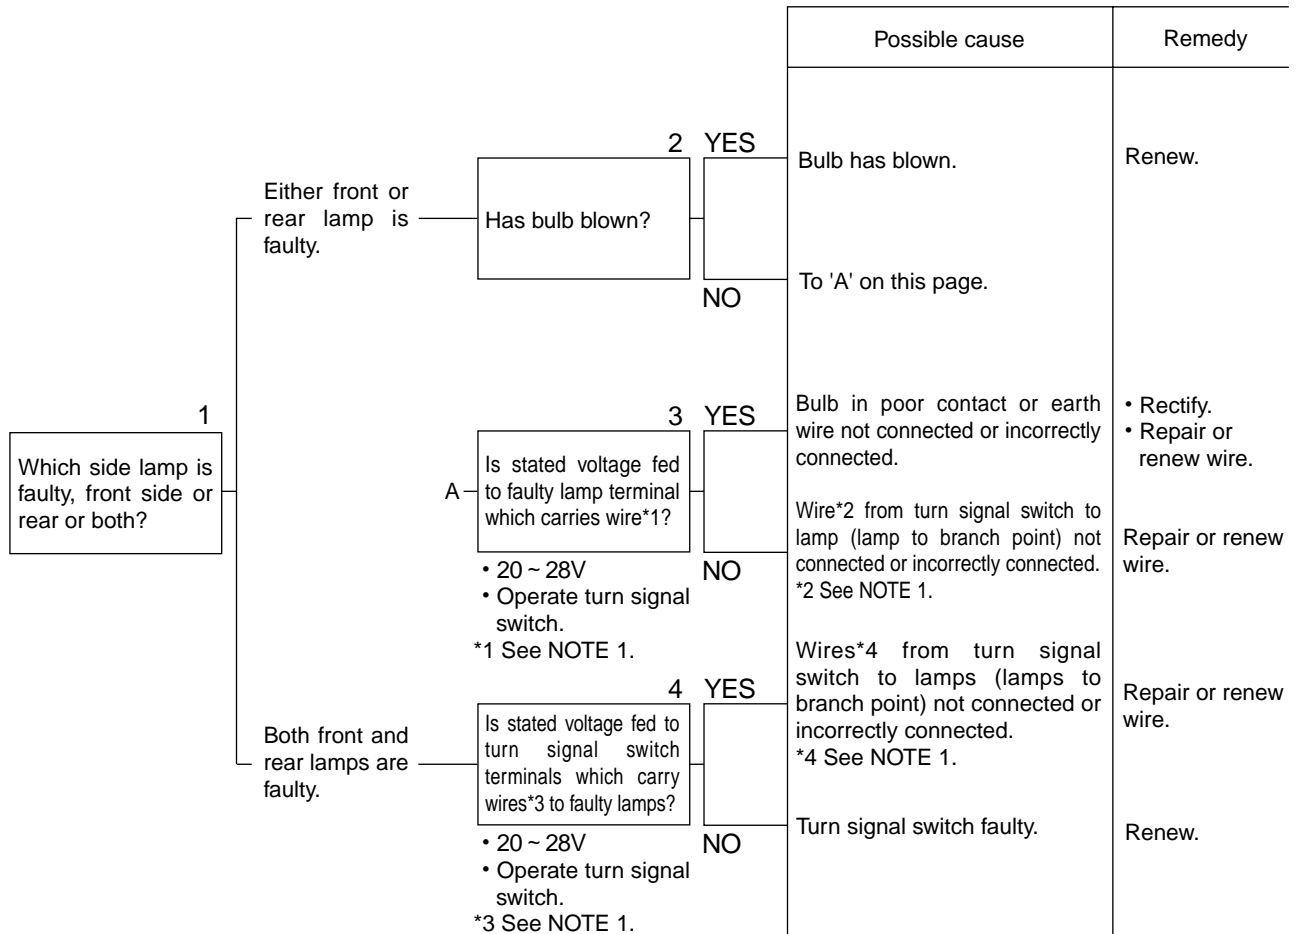 Possible cause
Remedy
1
Which side lamp is
faulty, front side or
rear or both?
Either front or
rear lamp is
faulty.
2
YES
Has bulb blown?
NO
Bulb has blown.
Renew.
To 'A' on this page.
A
3
YES
Is stated voltage fed
to faulty lamp terminal
which carries wire*1?
NO
• 20 ~ 28V
• Operate turn signal
switch.
*1 See NOTE 1.
Bulb in poor contact or earth
wire not connected or incorrectly
connected.
• Rectify.
• Repair or
renew wire.
Wire*2 from turn signal switch to
lamp (lamp to branch point) not
connected or incorrectly connected.
*2 See NOTE 1.
Repair or renew
wire.
Both front and
rear lamps are
faulty.
4
YES
Is stated voltage fed to
turn signal switch
terminals which carry
wires*3 to faulty lamps?
NO
• 20 ~ 28V
• Operate turn signal
switch.
*3 See NOTE 1.
Wires*4 from turn signal
switch to lamps (lamps to
branch point) not connected or
incorrectly connected.
*4 See NOTE 1.
Repair or renew
wire.
Turn signal switch faulty.
Renew.